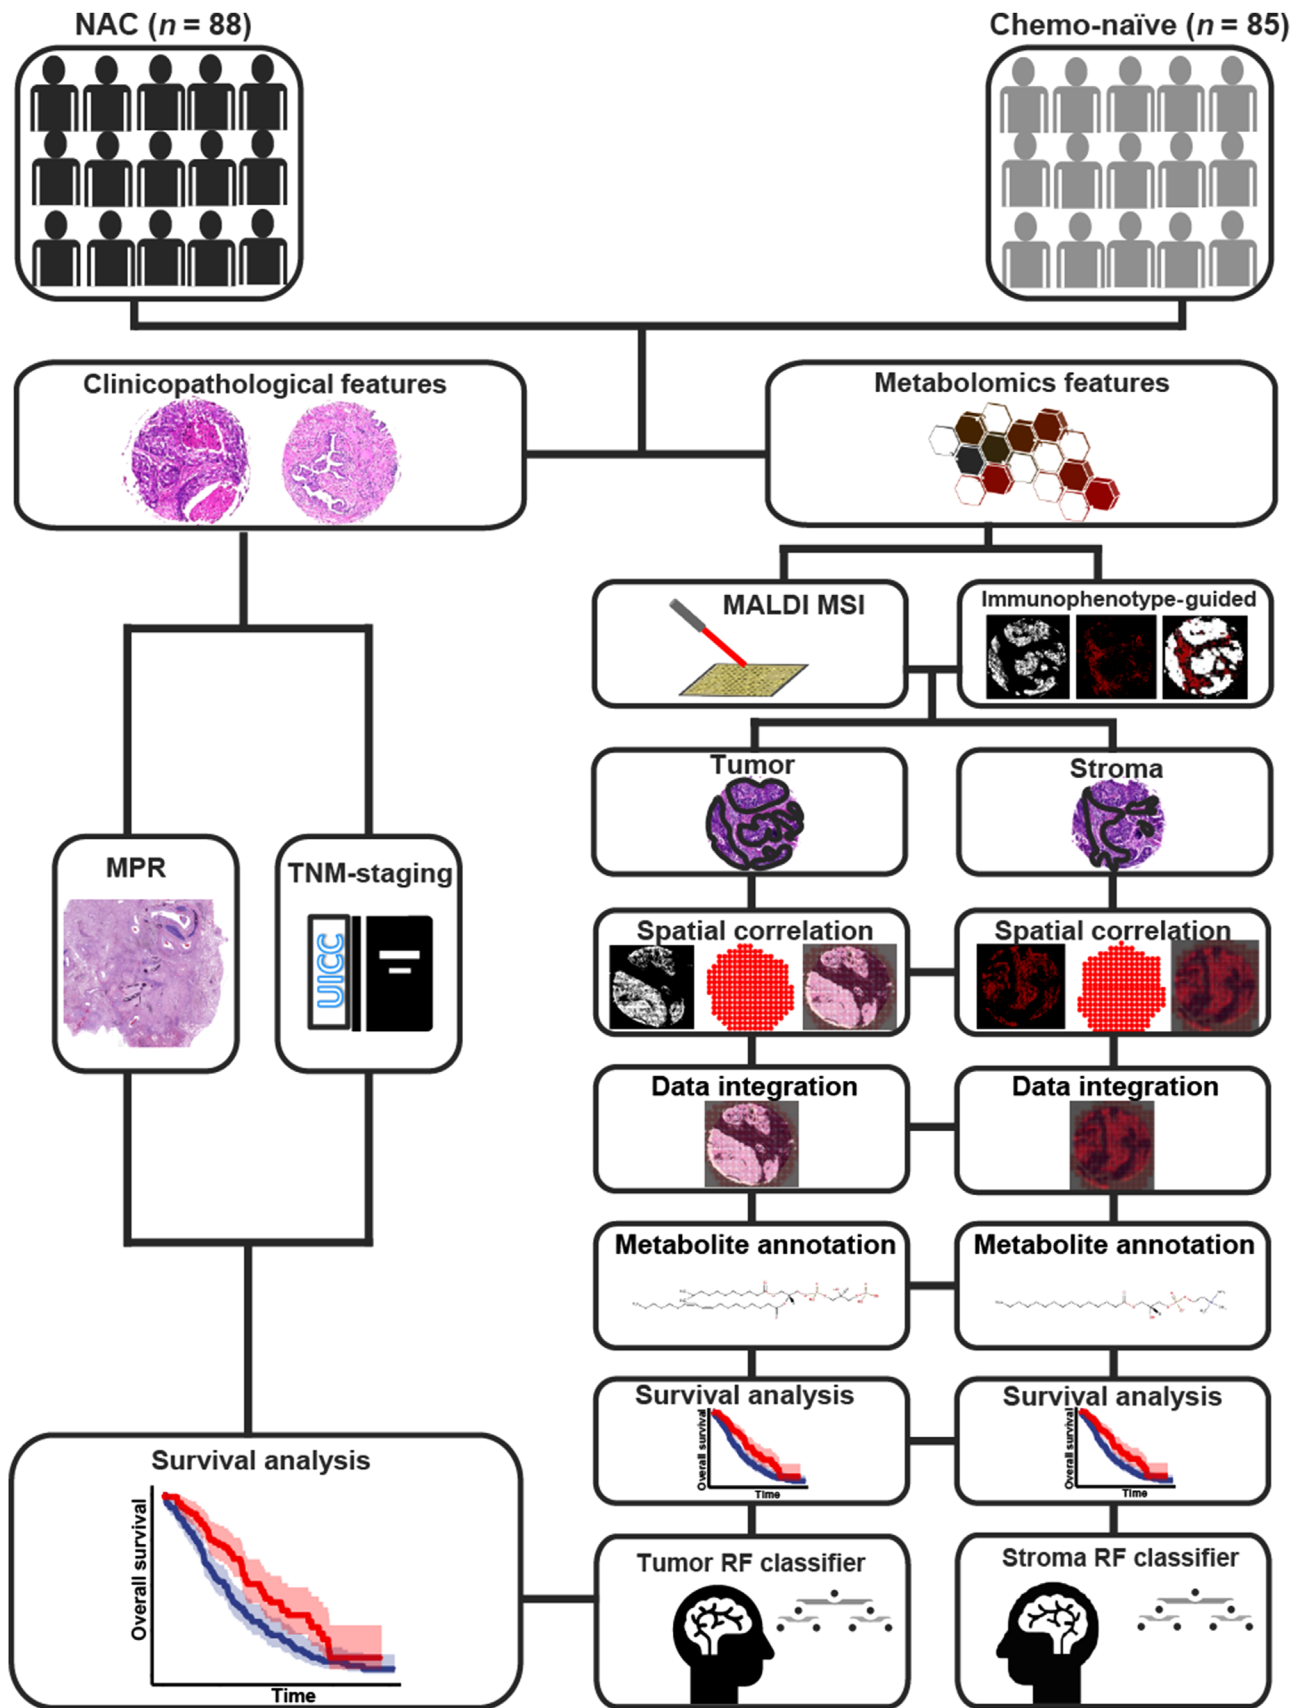 NAC (n = 88)
Chemo-naïve (n = 85)
Clinicopathological features
Metabolomics features
MALDI MSI
Immunophenotype-guided
Tumor
Stroma
MPR
TNM-staging
UICC
Spatial correlation
Spatial correlation
Data integration
Data integration
Metabolite annotation
Metabolite annotation
Survival analysis
Overall survival
Time
Survival analysis
Overall survival
Time
Survival analysis
Overall survival
Time
Tumor RF classifier
Stroma RF classifier